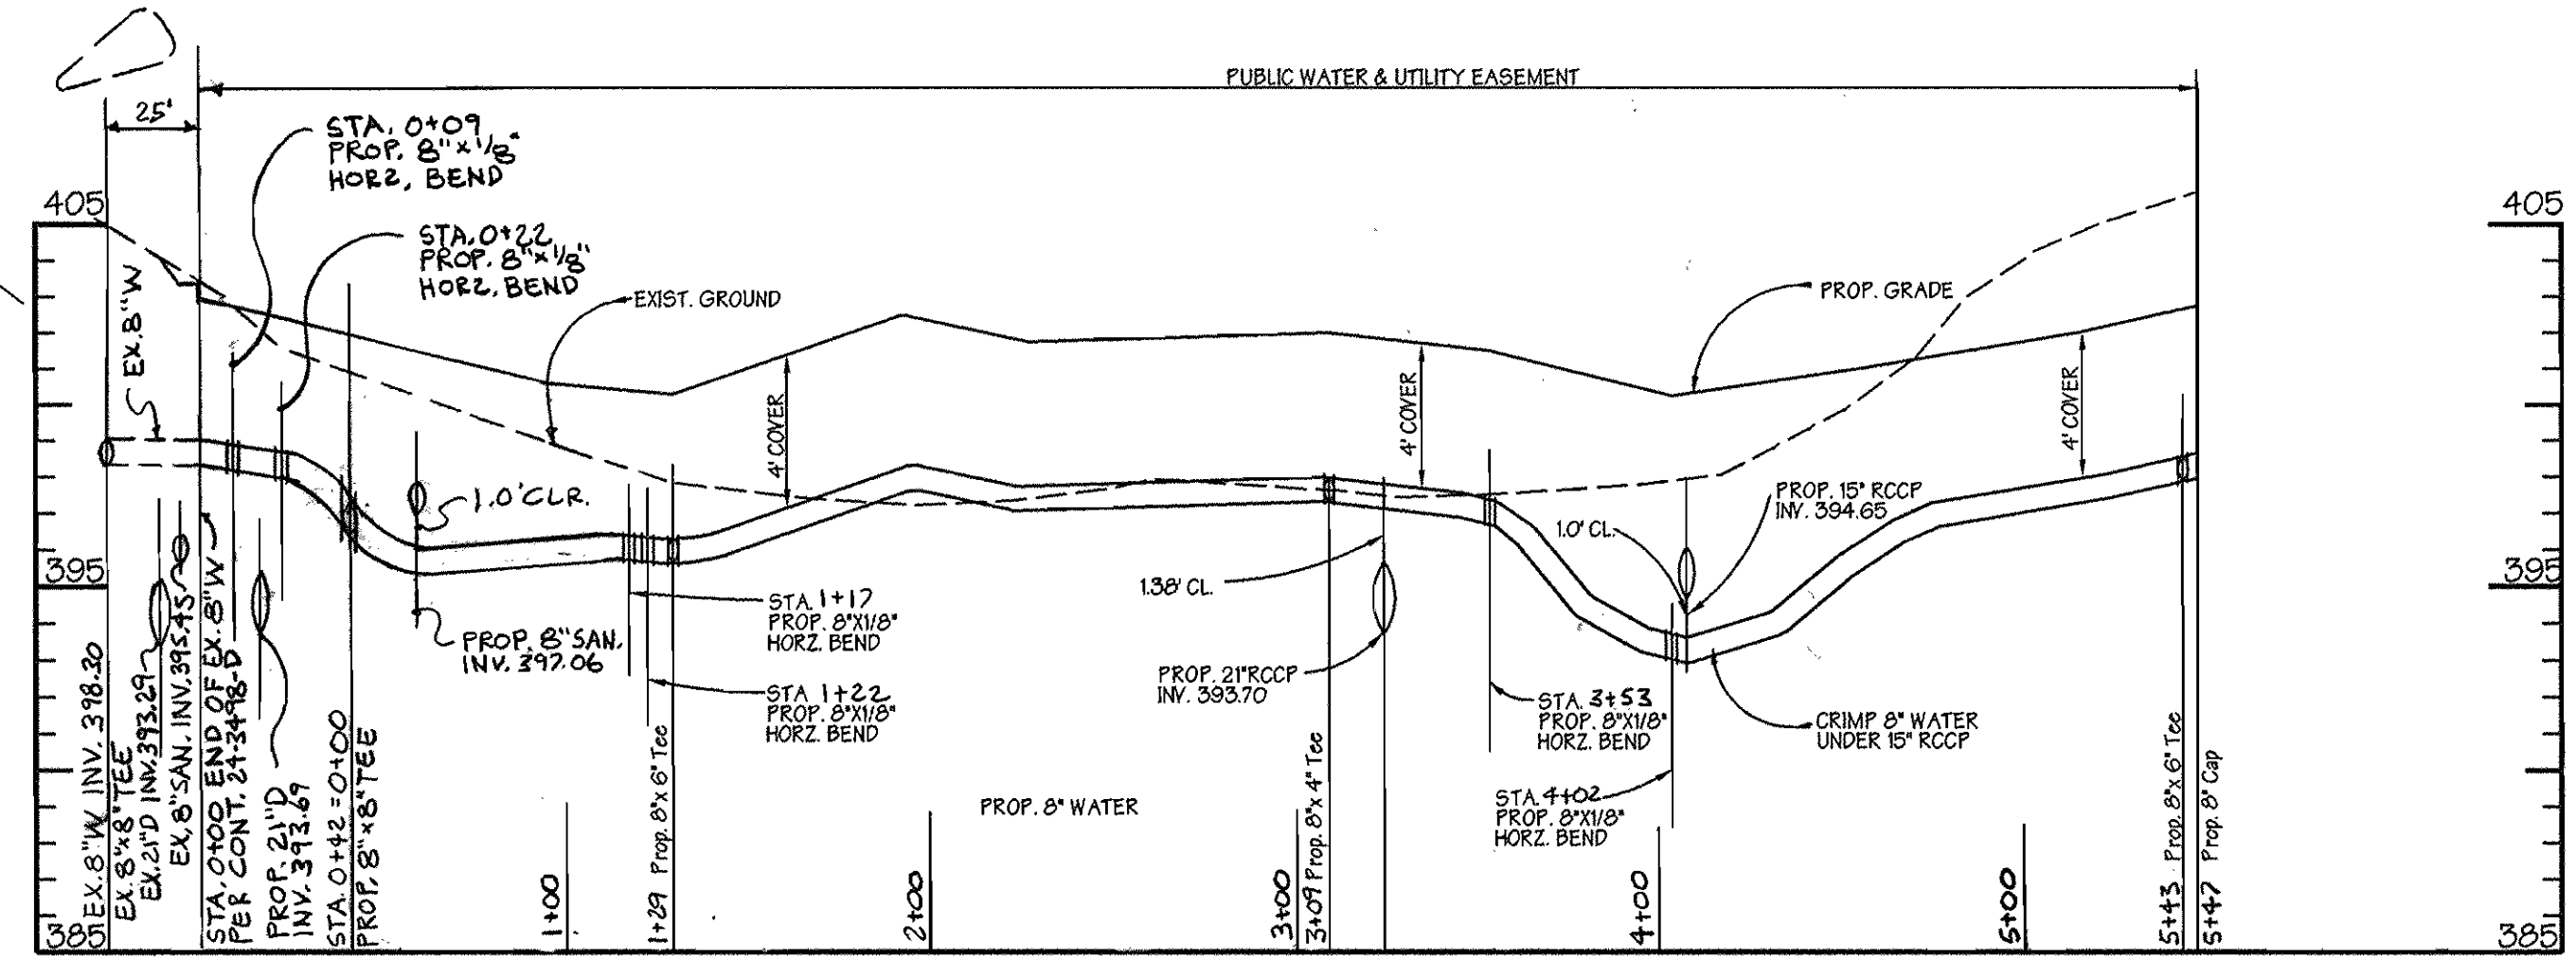 PUBLIC WATER & UTILITY EASEMENT
25'
STA. 0+09
PROP. 8"x1/8"
HORZ. BEND
405
405
STA. 0+22
PROP. 8"x1/8"
HORZ. BEND
EX. 8"W
EXIST. GROUND
PROP. GRADE
4' COVER
4' COVER
4' COVER
1.0' CLR.
PROP. 15" RCCP
INV. 394.65
1.0' CL.
395
395
1.38' CL.
STA. 1+17
PROP. 8"X1/8"
HORZ. BEND
PROP. 8" SAN.
INV. 397.06
PROP. 21"RCCP
INV. 393.70
STA 1+22
PROP. 8"X1/8"
HORZ. BEND
STA. 3+53
PROP. 8"X1/8"
HORZ. BEND
CRIMP 8" WATER
UNDER 15" RCCP
STA. 4+02
PROP. 8"X1/8"
HORZ. BEND
PROP. 8" WATER
EX. 8"W INV. 398.30
EX. 8"x8" TEE
EX. 21"D INV. 393.29
EX. 8"SAN. INV. 395.45
STA. 0+00 END OF EX. 8"W
PER CONT. 24-3498-D
PROP. 21"D
INV. 393.69
STA. 0+42=0+00
PROP. 8"x8" TEE
1+00
1+29 Prop. 8"x 6" Tee
2+00
3+00
3+09 Prop. 8"x 4" Tee
4+00
5+00
5+43 Prop. 8"x 6" Tee
5+47 Prop. 8" Cap
385
385